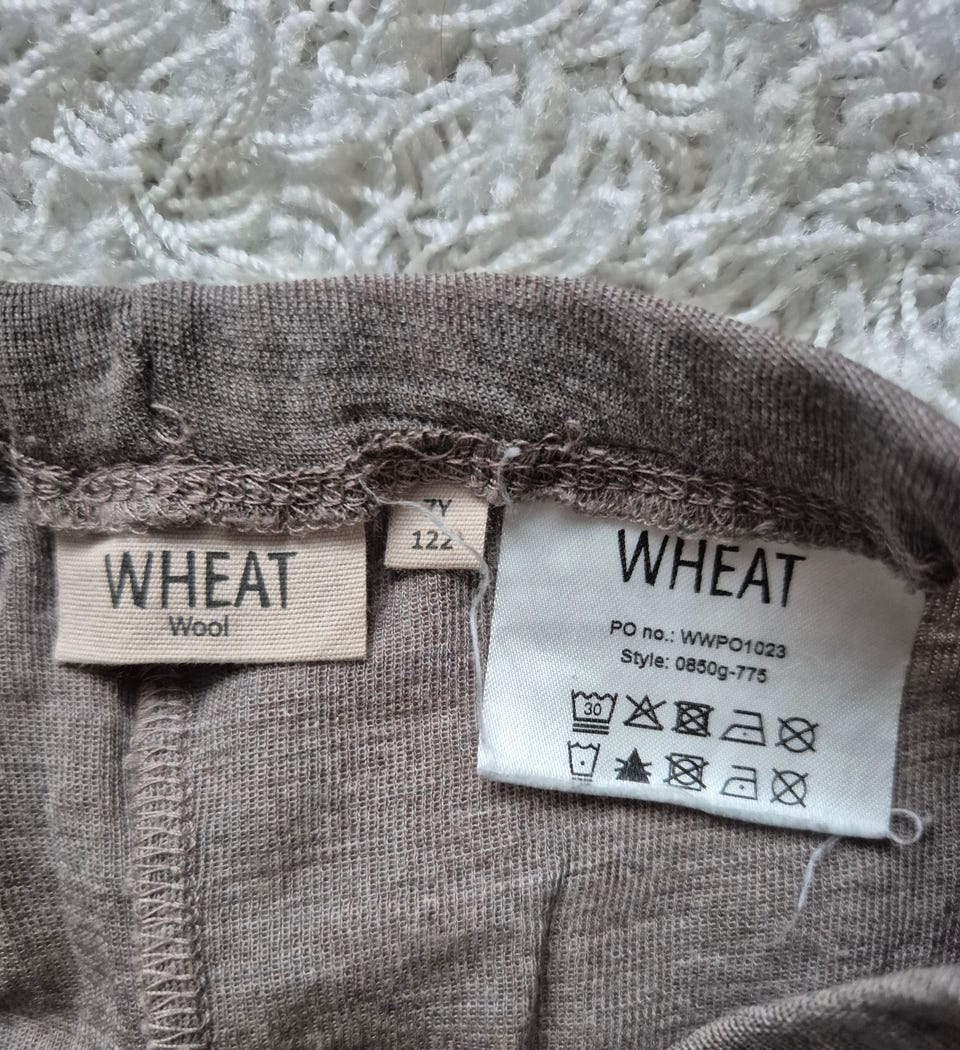 WHEAT
Wool
7Y
122
WHEAT
PO no.: WWPO1023
Style: 0850g-775
30